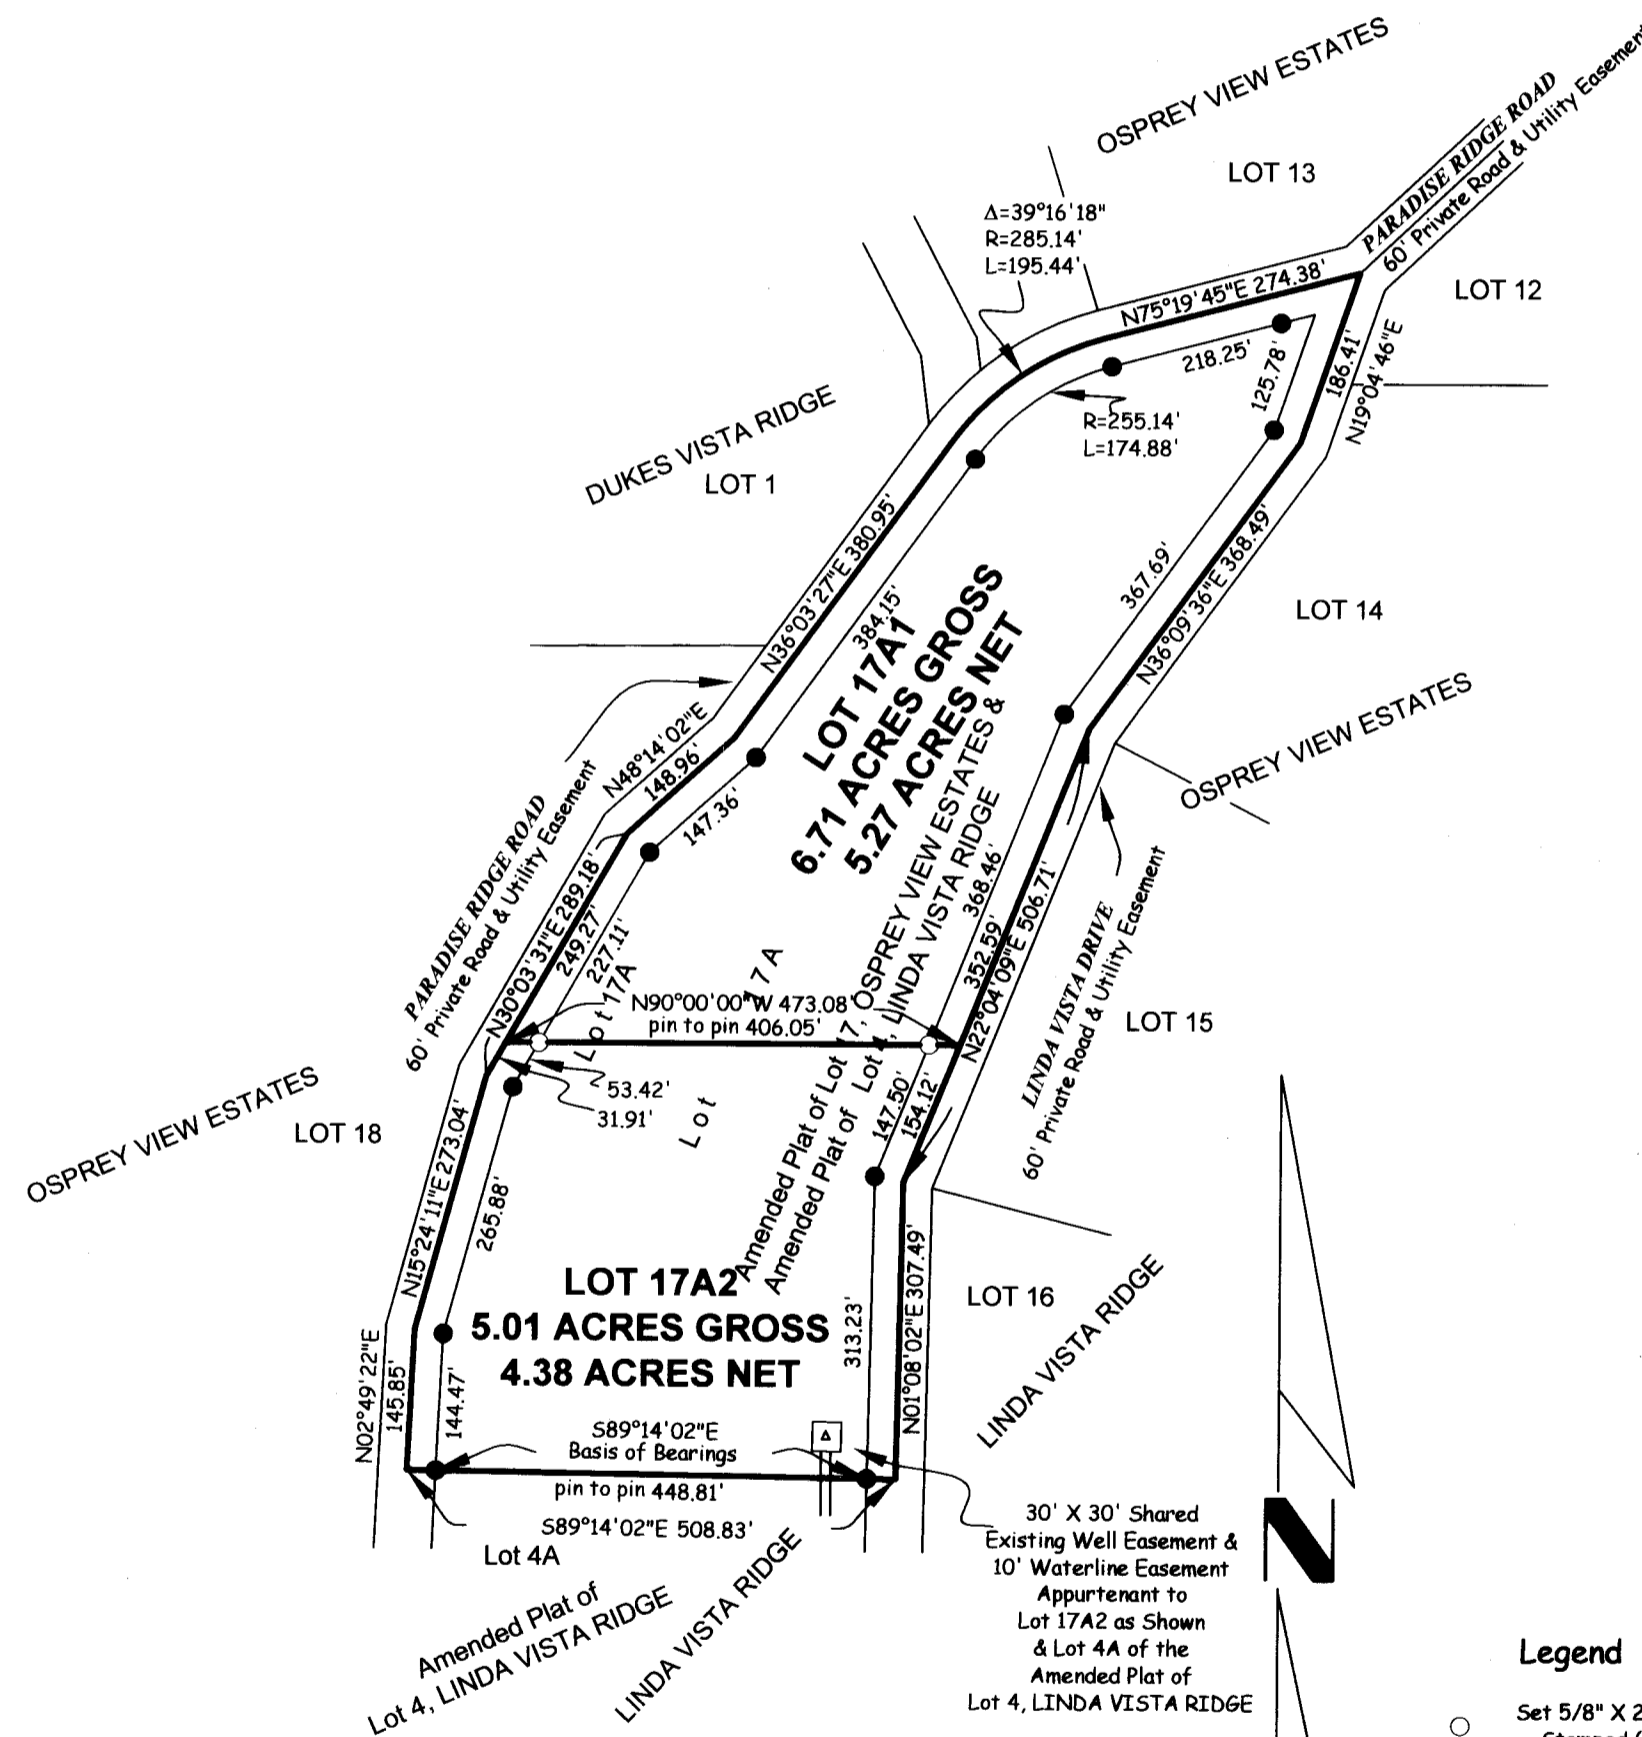 OSPREY VIEW ESTATES
LOT 13
PARADISE RIDGE ROAD
60' Private Road & Utility Easement
Δ=39°16'18"
R=285.14'
L=195.44'
N75°19'45"E 274.38'
LOT 12
218.25'
125.78'
186.41'
N19°04'46"E
R=255.14'
L=174.88'
DUKES VISTA RIDGE
LOT 1
N36°03'27"E 380.95'
384.15'
367.69'
N36°09'36"E 368.49'
LOT 14
LOT 17A1
6.71 ACRES GROSS
5.27 ACRES NET
OSPREY VIEW ESTATES
N48°14'02"E
148.96'
147.36'
PARADISE RIDGE ROAD
60' Private Road & Utility Easement
N30°03'31"E 289.18'
249.27'
227.11'
Lot 17A
Lot 17A
Amended Plat of Lot 17, OSPREY VIEW ESTATES &
Amended Plat of Lot 4, LINDA VISTA RIDGE
368.46'
352.59'
N22°04'09"E 506.71'
LINDA VISTA DRIVE
60' Private Road & Utility Easement
LOT 15
N90°00'00"W 473.08'
pin to pin 406.05'
53.42'
31.91'
147.50'
154.12'
OSPREY VIEW ESTATES
LOT 18
N15°24'11"E 273.04'
265.88'
LOT 17A2
5.01 ACRES GROSS
4.38 ACRES NET
313.23'
N01°08'02"E 307.49'
LOT 16
LINDA VISTA RIDGE
N02°49'22"E
145.85'
144.47'
S89°14'02"E
Basis of Bearings
pin to pin 448.81'
S89°14'02"E 508.83'
Lot 4A
Amended Plat of
Lot 4, LINDA VISTA RIDGE
LINDA VISTA RIDGE
30' X 30' Shared
Existing Well Easement &
10' Waterline Easement
Appurtenant to
Lot 17A2 as Shown
& Lot 4A of the
Amended Plat of
Lot 4, LINDA VISTA RIDGE
N
Legend
Set 5/8" X 2